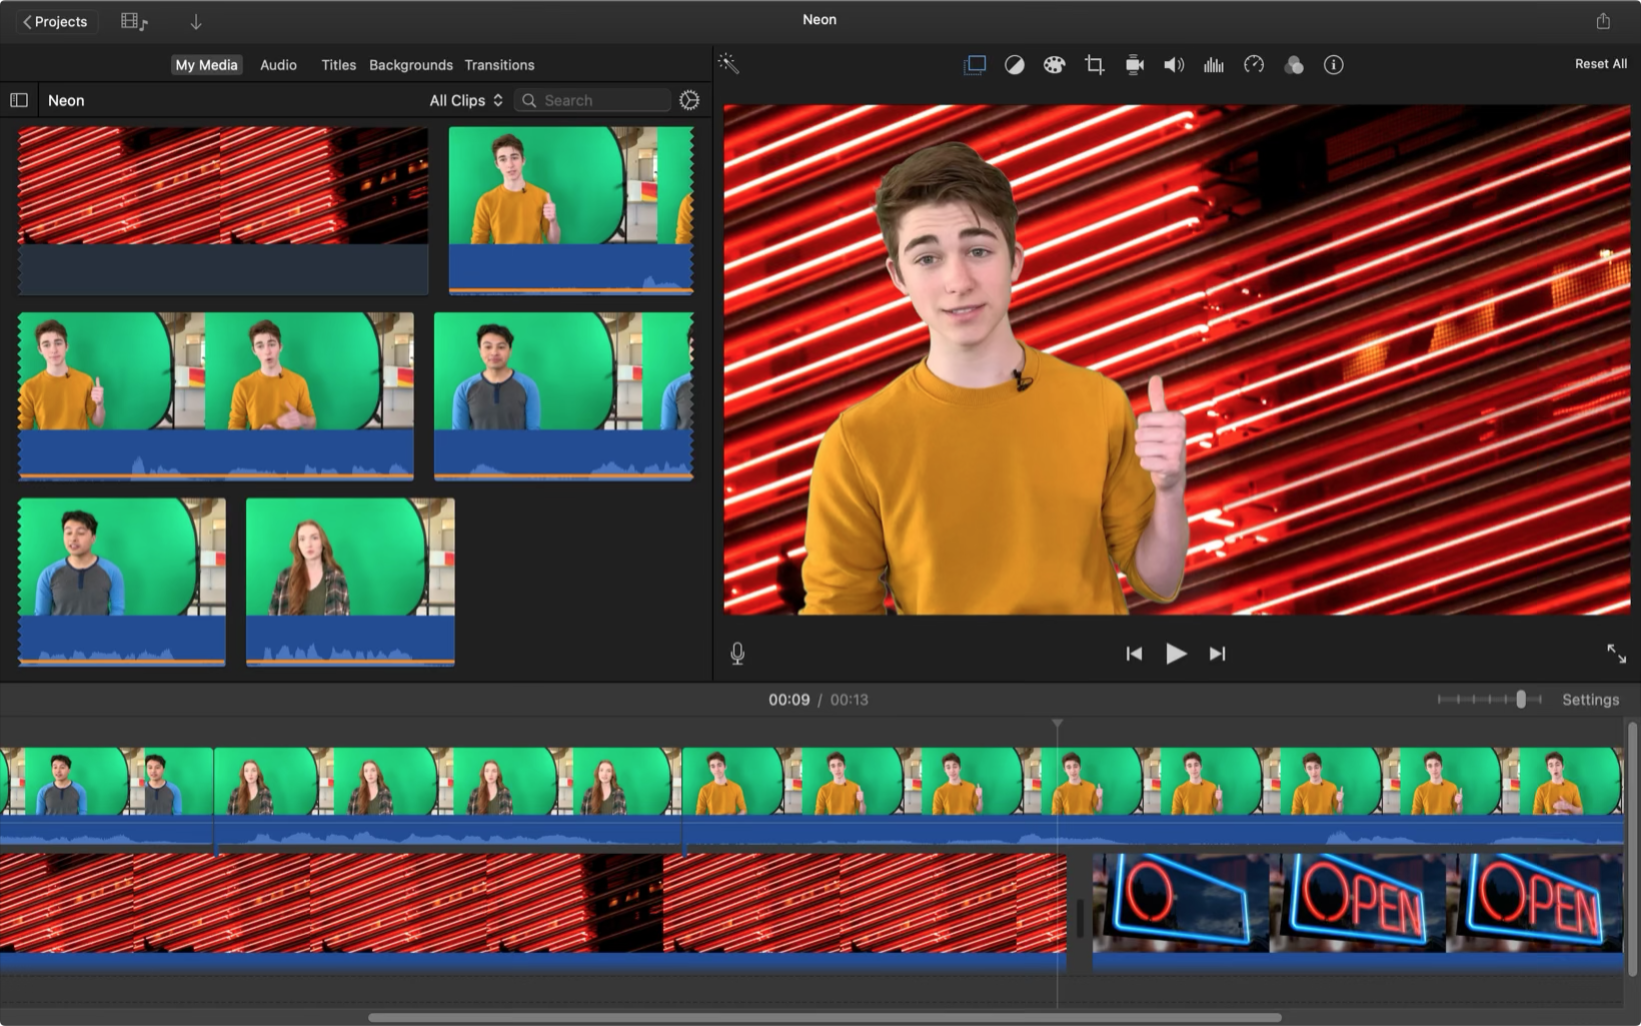 Projects
Neon
My Media Audio Titles Backgrounds Transitions
Reset All
Neon
All Clips
Search
00:09 / 00:13
Settings
O
OPEN
OPEN